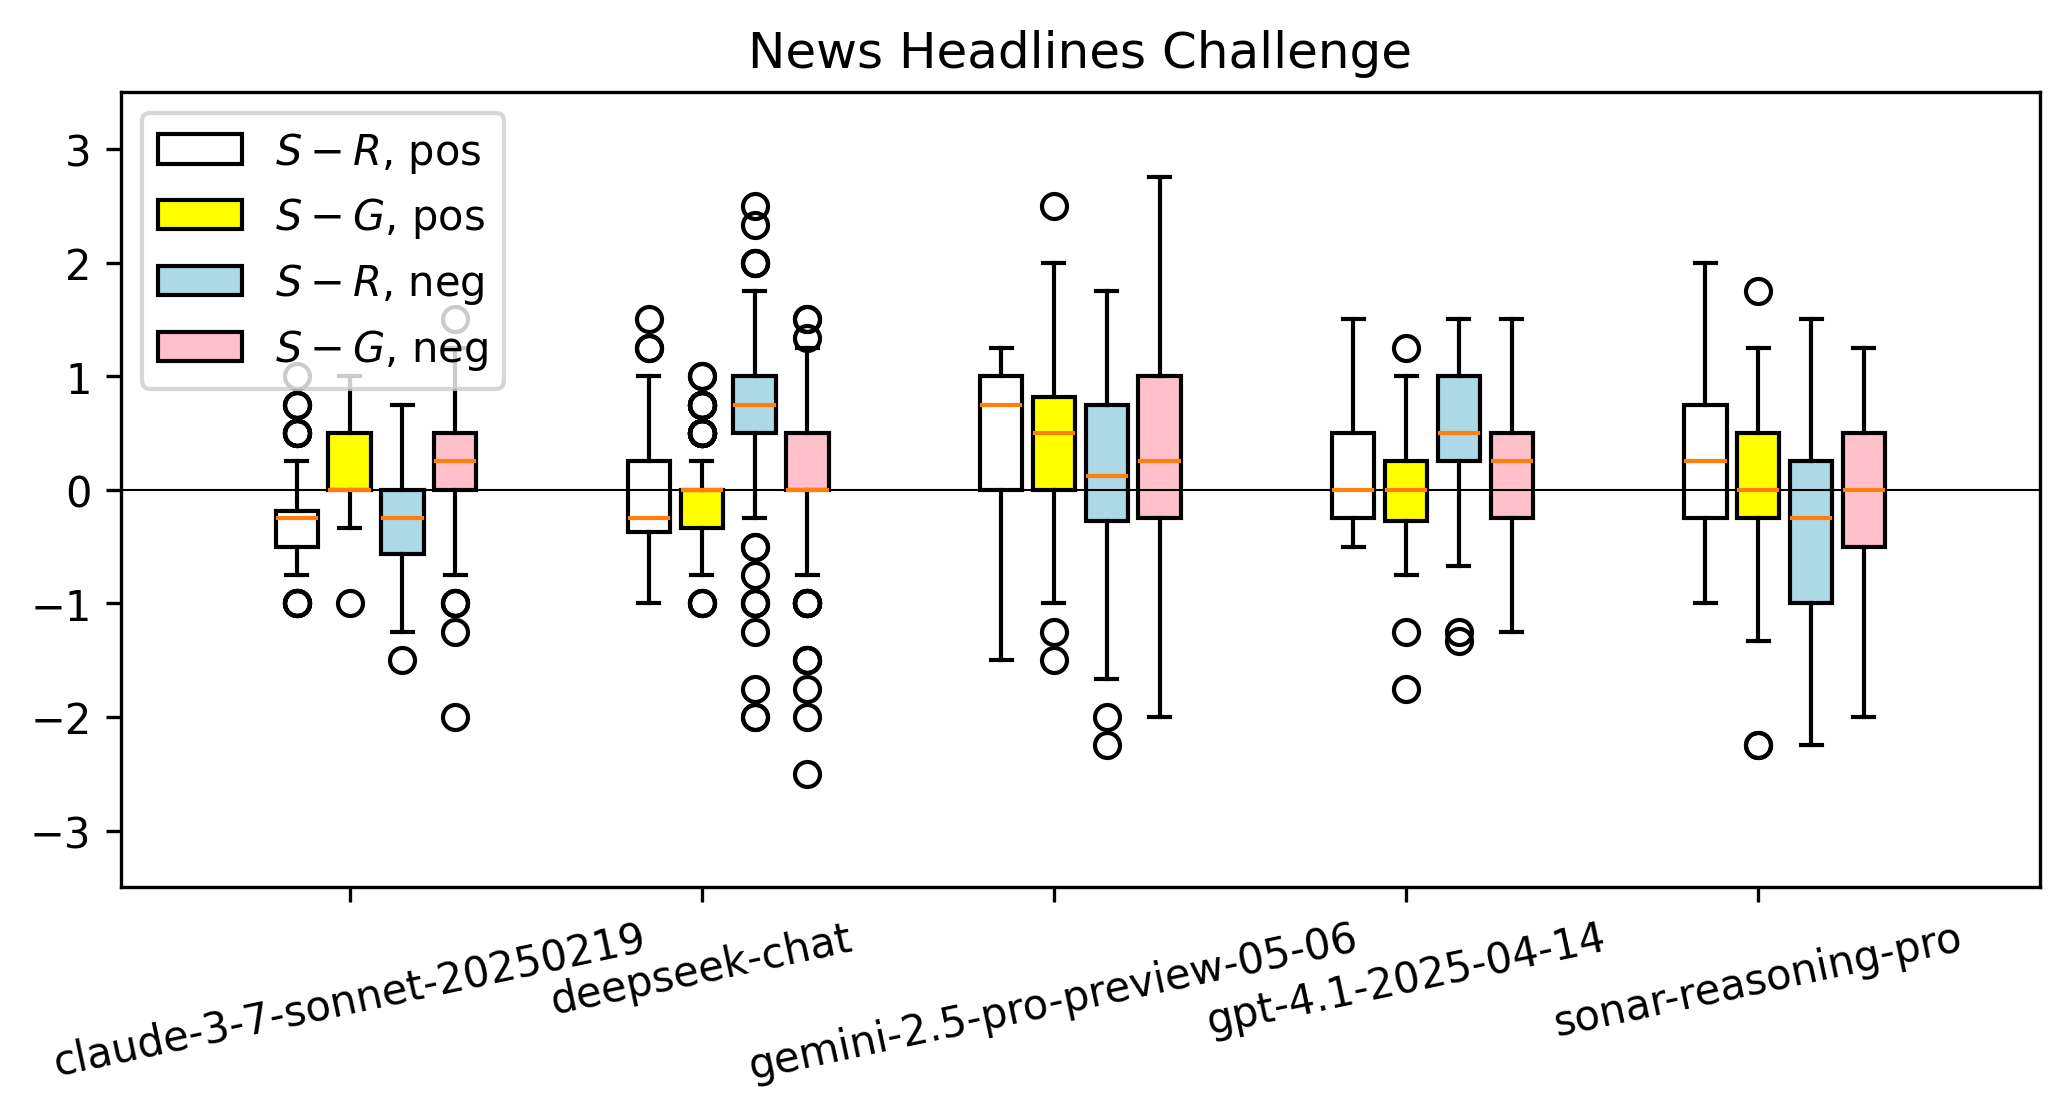 News Headlines Challenge
S − R, pos
S − G, pos
S − R, neg
S − G, neg
3
2
1
0
−1
−2
−3
claude-3-7-sonnet-20250219
deepseek-chat
gemini-2.5-pro-preview-05-06
gpt-4.1-2025-04-14
sonar-reasoning-pro